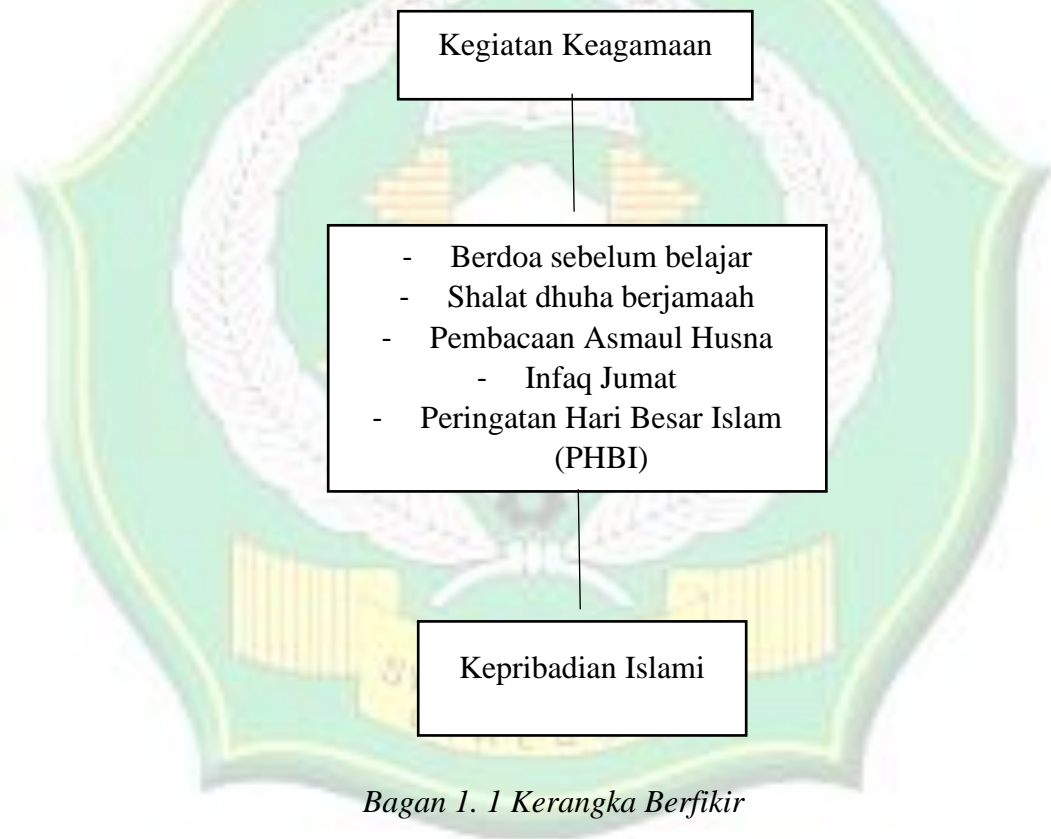 Kegiatan Keagamaan
- Berdoa sebelum belajar
- Shalat dhuha berjamaah
- Pembacaan Asmaul Husna
- Infaq Jumat
- Peringatan Hari Besar Islam
(PHBI)
Kepribadian Islami
Bagan 1. 1 Kerangka Berfikir